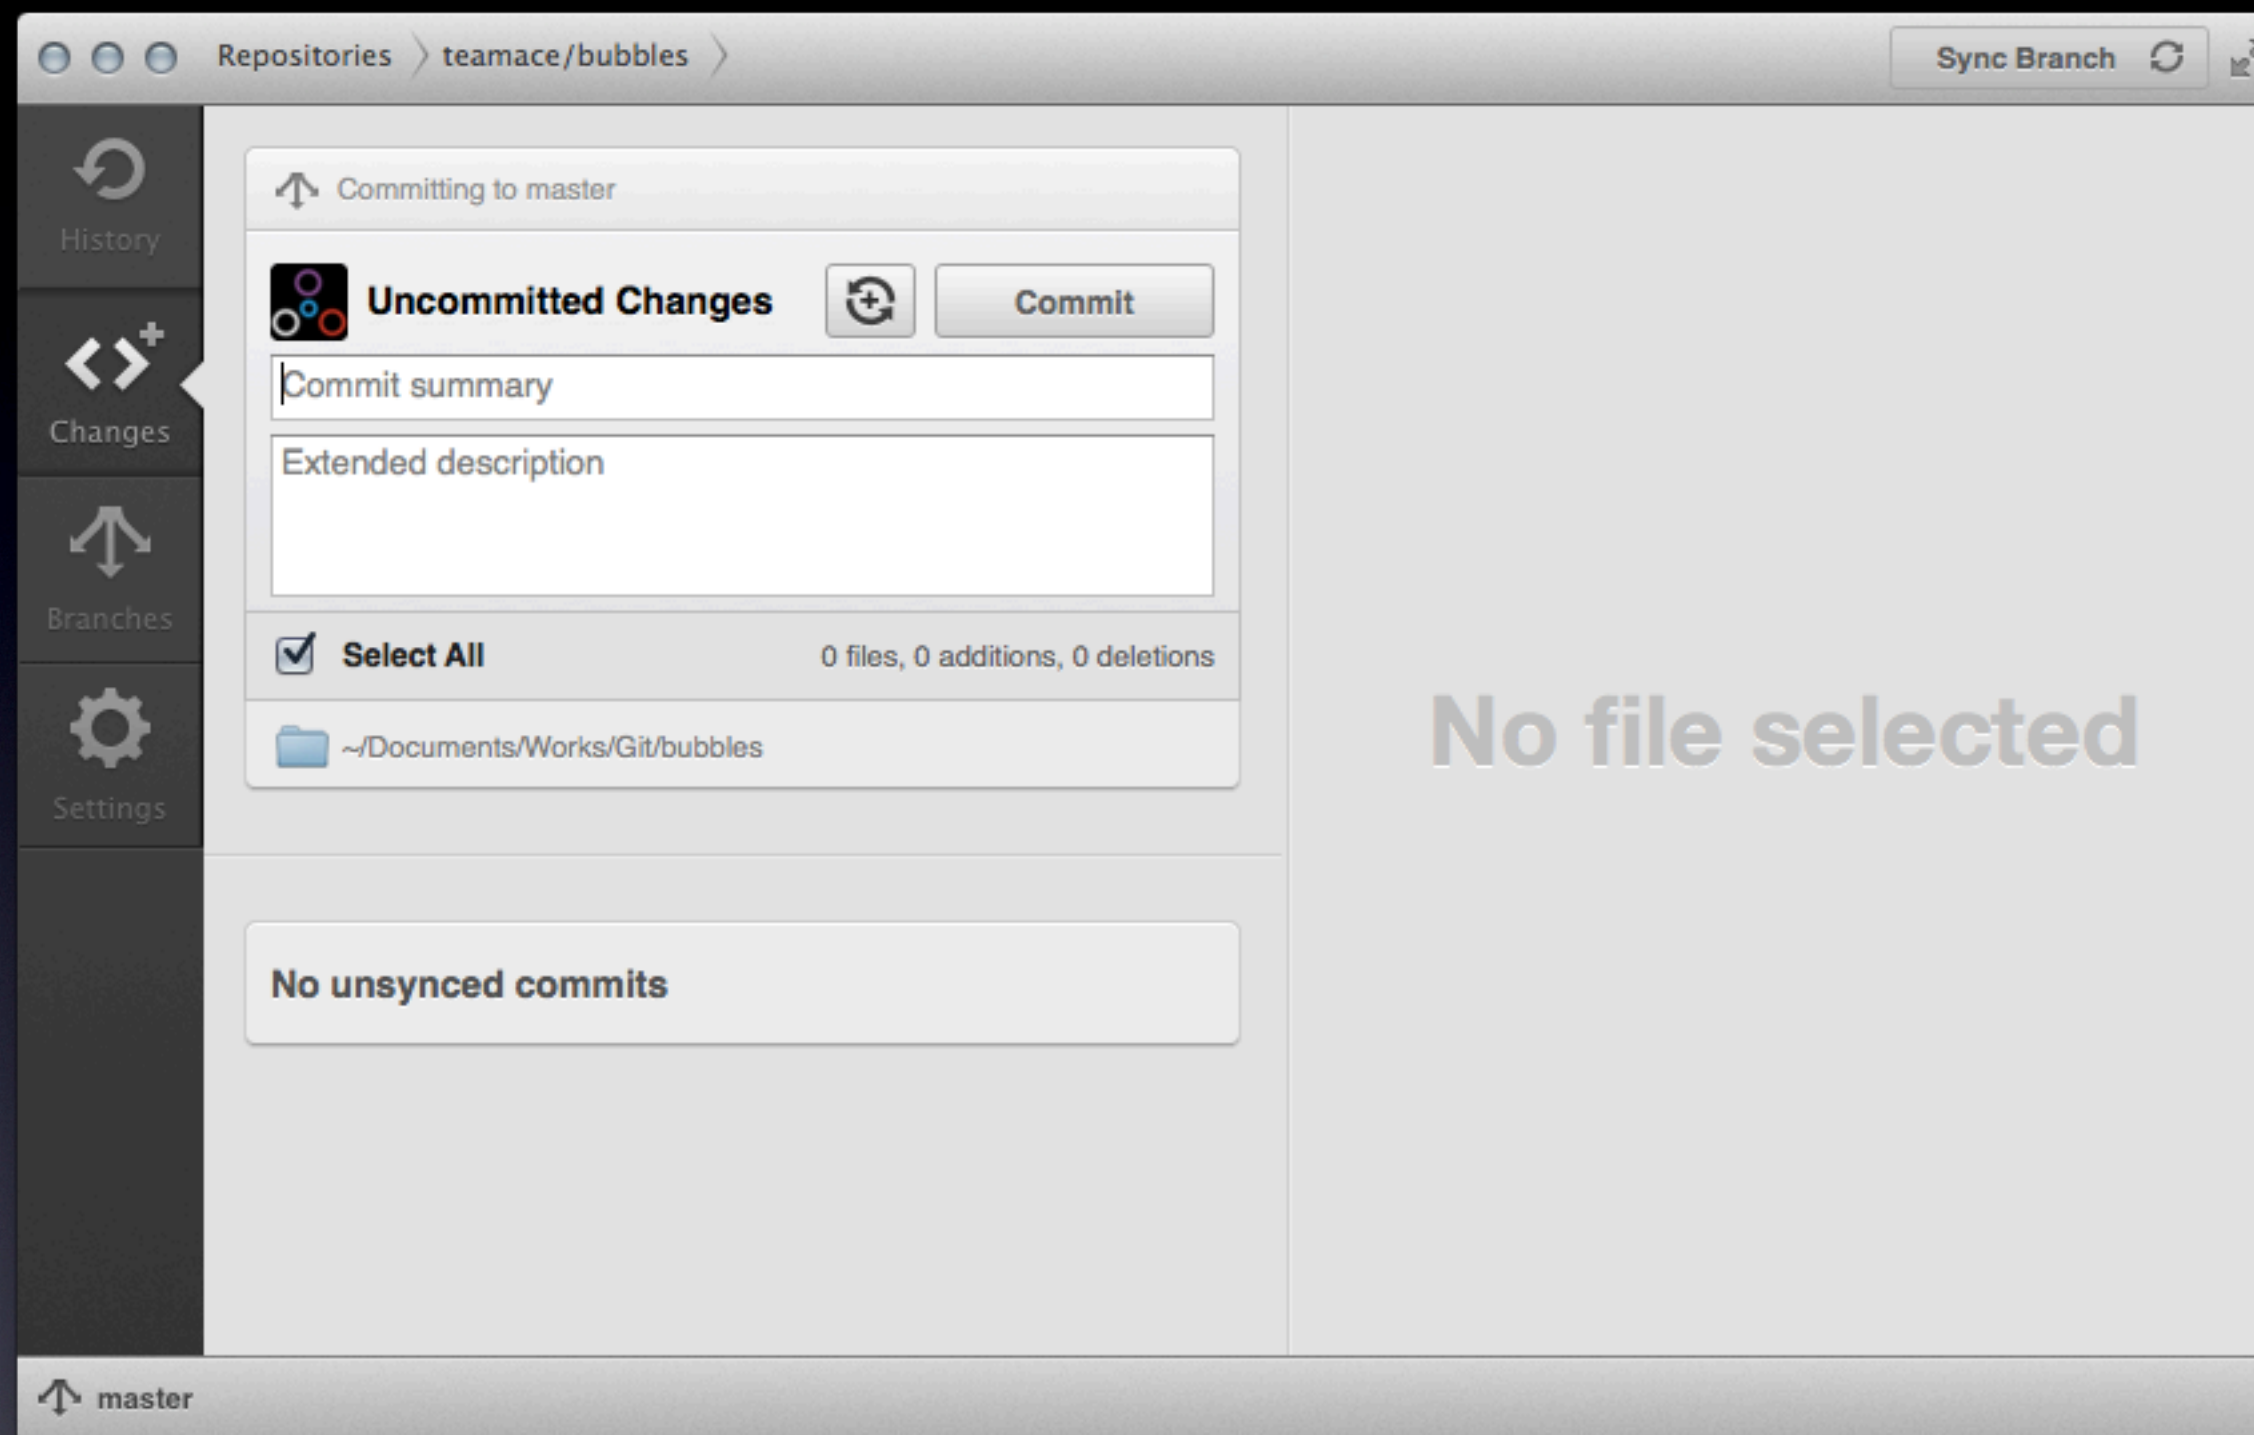 Repositories teamace/bubbles Sync Branch
History
Changes
Branches
Settings
Committing to master
Uncommitted Changes Commit
Commit summary
Extended description
Select All 0 files, 0 additions, 0 deletions
~/Documents/Works/Git/bubbles
No unsynced commits
No file selected
master